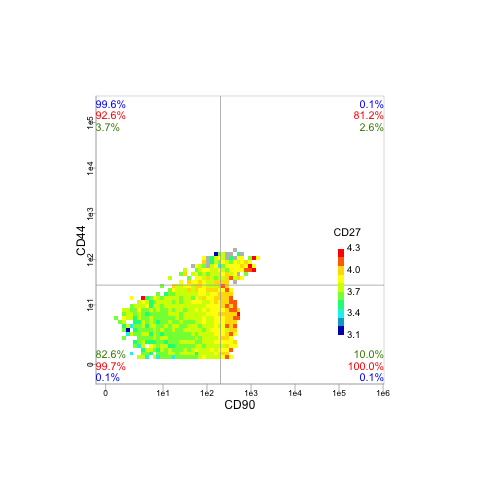 99.6% 0.1%
92.6% 81.2%
3.7% 2.6%
1e5
1e4
1e3
1e2
1e1
0
CD44
CD27
4.3
4.0
3.7
3.4
3.1
82.6% 10.0%
99.7% 100.0%
0.1% 0.1%
0 1e1 1e2 1e3 1e4 1e5 1e6
CD90